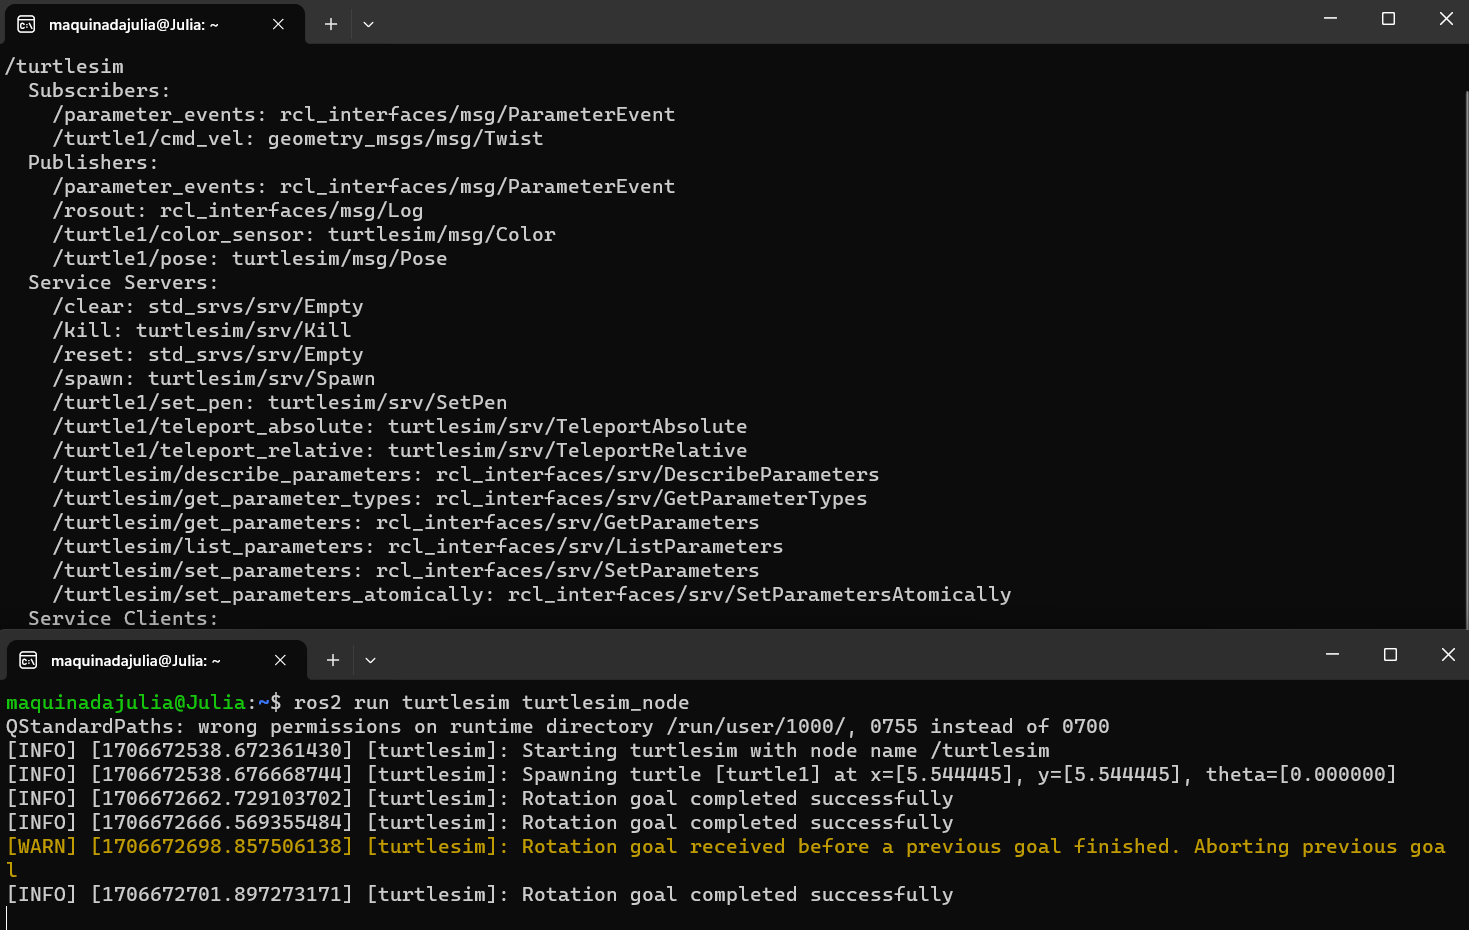 maquinadajulia@Julia: ~
/turtlesim
Subscribers:
/parameter_events: rcl_interfaces/msg/ParameterEvent
/turtle1/cmd_vel: geometry_msgs/msg/Twist
Publishers:
/parameter_events: rcl_interfaces/msg/ParameterEvent
/rosout: rcl_interfaces/msg/Log
/turtle1/color_sensor: turtlesim/msg/Color
/turtle1/pose: turtlesim/msg/Pose
Service Servers:
/clear: std_srvs/srv/Empty
/kill: turtlesim/srv/Kill
/reset: std_srvs/srv/Empty
/spawn: turtlesim/srv/Spawn
/turtle1/set_pen: turtlesim/srv/SetPen
/turtle1/teleport_absolute: turtlesim/srv/TeleportAbsolute
/turtle1/teleport_relative: turtlesim/srv/TeleportRelative
/turtlesim/describe_parameters: rcl_interfaces/srv/DescribeParameters
/turtlesim/get_parameter_types: rcl_interfaces/srv/GetParameterTypes
/turtlesim/get_parameters: rcl_interfaces/srv/GetParameters
/turtlesim/list_parameters: rcl_interfaces/srv/ListParameters
/turtlesim/set_parameters: rcl_interfaces/srv/SetParameters
/turtlesim/set_parameters_atomically: rcl_interfaces/srv/SetParametersAtomically
Service Clients:
maquinadajulia@Julia: ~
maquinadajulia@Julia:~$ ros2 run turtlesim turtlesim_node
QStandardPaths: wrong permissions on runtime directory /run/user/1000/, 0755 instead of 0700
[INFO] [1706672538.672361430] [turtlesim]: Starting turtlesim with node name /turtlesim
[INFO] [1706672538.676668744] [turtlesim]: Spawning turtle [turtle1] at x=[5.544445], y=[5.544445], theta=[0.000000]
[INFO] [1706672662.729103702] [turtlesim]: Rotation goal completed successfully
[INFO] [1706672666.569355484] [turtlesim]: Rotation goal completed successfully
[WARN] [1706672698.857506138] [turtlesim]: Rotation goal received before a previous goal finished. Aborting previous goa
l
[INFO] [1706672701.897273171] [turtlesim]: Rotation goal completed successfully